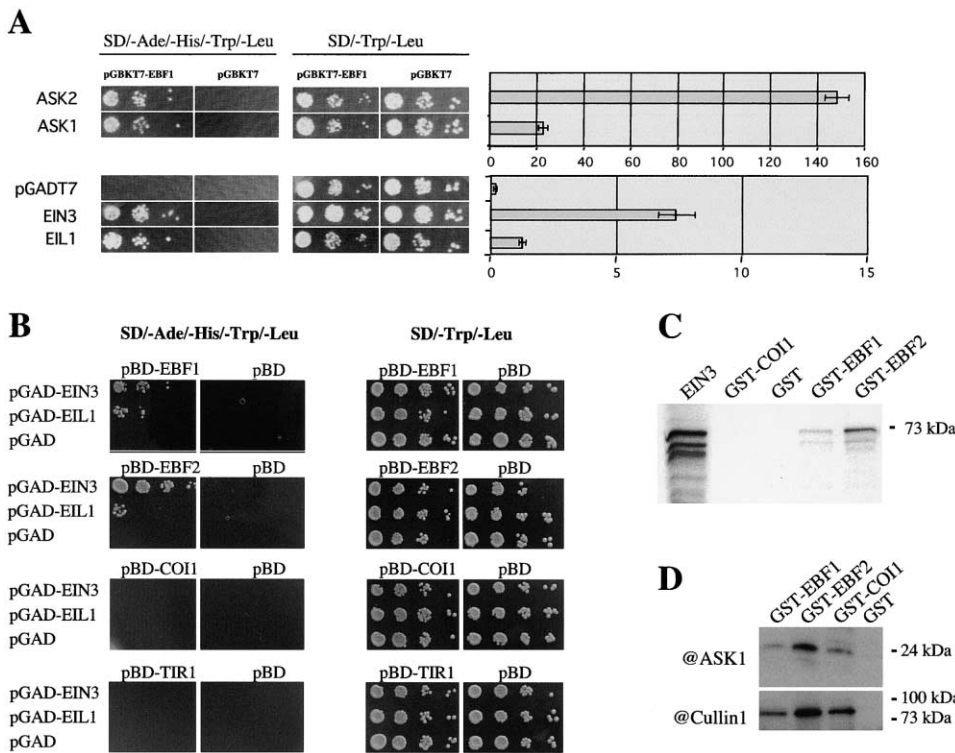 A
SD/-Ade/-His/-Trp/-Leu SD/-Trp/-Leu
pGBKT7-EBF1 pGBKT7 pGBKT7-EBF1 pGBKT7
ASK2
ASK1
0 20 40 60 80 100 120 140 160
pGADT7
EIN3
EIL1
0 5 10 15
B
SD/-Ade/-His/-Trp/-Leu SD/-Trp/-Leu
pBD-EBF1 pBD pBD-EBF1 pBD
pGAD-EIN3
pGAD-EIL1
pGAD
pBD-EBF2 pBD pBD-EBF2 pBD
pGAD-EIN3
pGAD-EIL1
pGAD
pBD-COI1 pBD pBD-COI1 pBD
pGAD-EIN3
pGAD-EIL1
pGAD
pBD-TIR1 pBD pBD-TIR1 pBD
pGAD-EIN3
pGAD-EIL1
pGAD
C
EIN3 GST-COI1 GST GST-EBF1 GST-EBF2
- 73 kDa
D
GST-EBF1 GST-EBF2 GST-COI1 GST
@ASK1 - 24 kDa
- 100 kDa
@Cullin1 - 73 kDa